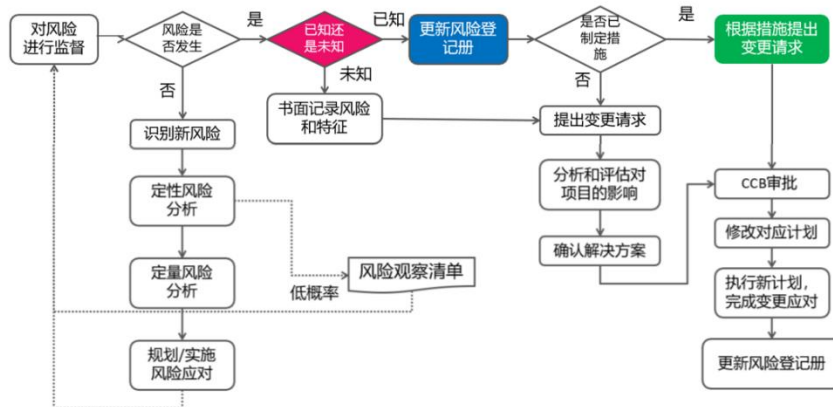 对风险
进行监督
风险是
否发生
是
已知还
是未知
已知
更新风险登
记册
是否已
制定措
施
是
根据措施提出
变更请求
未知
否
否
书面记录风险
和特征
识别新风险
提出变更请求
定性风险
分析
分析和评估对
项目的影响
CCB审批
修改对应计划
确认解决方案
风险观察清单
低概率
定量风险
分析
执行新计划，
完成变更应对
规划/实施
风险应对
更新风险登记册